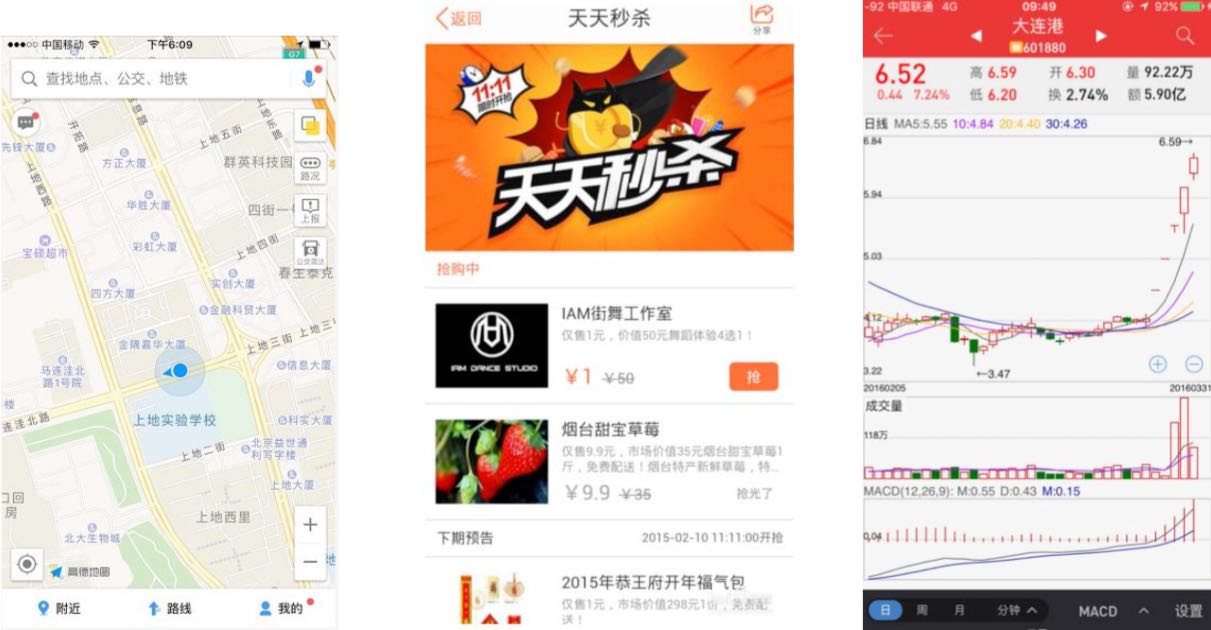 中国移动 下午6:09
G7
查找地点、公交、地铁
开拓路
上地五街
上地东路
先锋大厦
方正大厦
群英科技园
路况
上地西路
华胜大厦
四街一
上报
彩虹大厦
宝硕超市
上地四街
公交雷达
春生泰克
实创大厦
四方大厦
金融科贸大厦
金隅嘉华大厦
上地三街
上地三
信息大厦
马连洼北
路1号院
楼
连洼北路
上地实验学校
科实大厦
上地二街
北京益世通
利写字楼
上地大厦
口回
房
上地西里
北大生物城
地
高德地图
附近 路线 我的
返回 天天秒杀 分享
11:11
限时开抢
天天秒杀
抢购中
IAM街舞工作室
仅售1元，价值50元舞蹈体验4选1！
IAM DANCE STUDIO
¥1 ¥50 抢
烟台甜宝草莓
仅售9.9元，市场价值35元烟台甜宝草莓1
斤，免费配送！烟台特产新鲜草莓，特...
¥9.9 ¥35 抢光了
下期预告 2015-02-10 11:11:00开抢
2015年恭王府开年福气包
仅售1元，市场价值298元1份，免费配
送！
-92 中国联通 4G 09:49 92%
大连港
601880
6.52 高 6.59 开 6.30 量 92.22万
0.44 7.24% 低 6.20 换 2.74% 额 5.90亿
日线 MA5:5.55 10:4.84 20:4.40 30:4.26
6.84
6.59→
5.94
5.03
4.12
←3.47
3.22
20160205 20160331
成交量
118万
MACD(12,26,9): M:0.55 D:0.43 M:0.15
0.04
日 周 月 分钟 MACD 设置